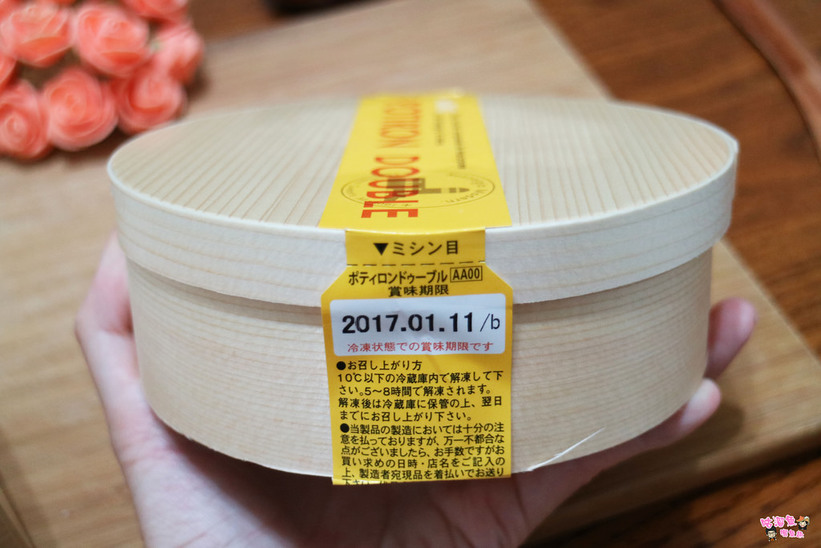 DOUBLE
▼ミシン目
ポティロンドゥーブル AA00
賞味期限
2017.01.11/b
冷凍状態での賞味期限です
●お召し上がり方
10℃以下の冷蔵庫内で解凍して下
さい。5〜8時間で解凍されます。
解凍後は冷蔵庫に保管の上、翌日
までにお召し上がり下さい。
●当製品の製造においては十分の注
意を払っておりますが、万一不都合な
点がございましたら、お手数ですがお
買い求めの日時・店名をご記入の
上、製造者宛現品を着払いでお送り